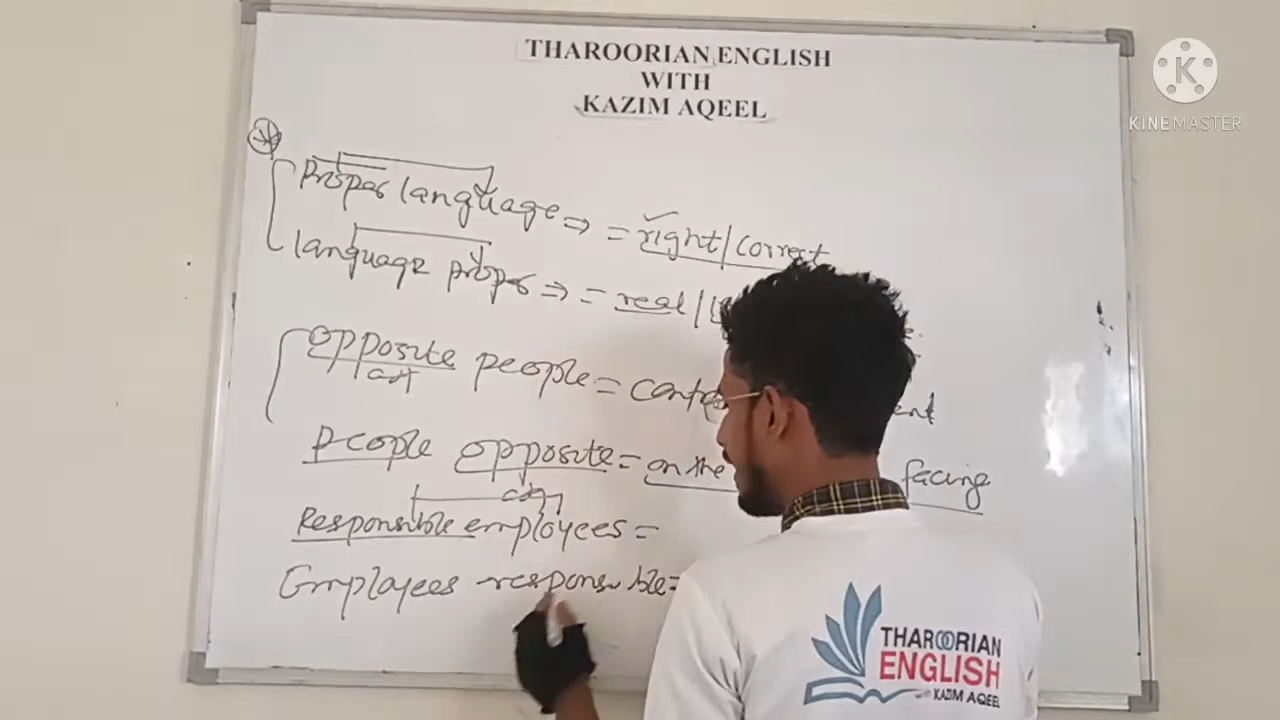 THAROORIAN ENGLISH
WITH
KAZIM AQEEL
KINEMASTER
Proper language ⇒ = right/correct
language proper ⇒ = real/
opposite people =
adj
People opposite = on the facing
adj
Responsible employees =
Employees responsible =
THAROORIAN
ENGLISH
with KAZIM AQEEL